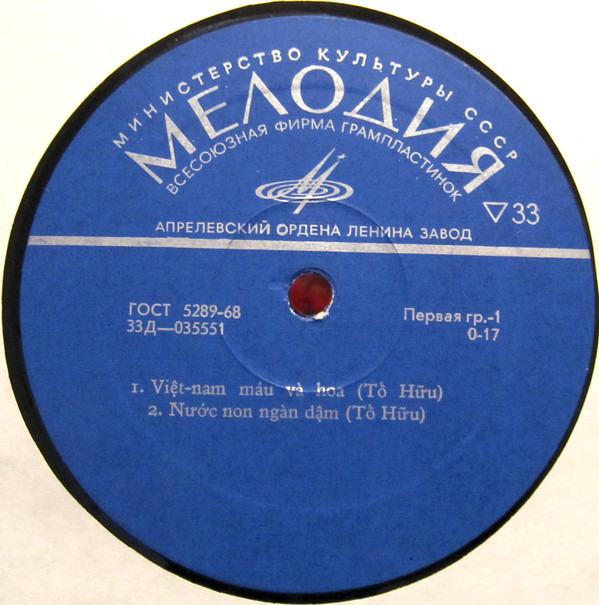 МИНИСТЕРСТВО КУЛЬТУРЫ СССР
МЕЛОДИЯ
ВСЕСОЮЗНАЯ ФИРМА ГРАМПЛАСТИНОК
▽33
АПРЕЛЕВСКИЙ ОРДЕНА ЛЕНИНА ЗАВОД
ГОСТ 5289-68
33Д—035551
Первая гр.-1
0-17
1. Việt-nam máu và hoa (Tố Hữu)
2. Nước non ngàn dậm (Tố Hữu)